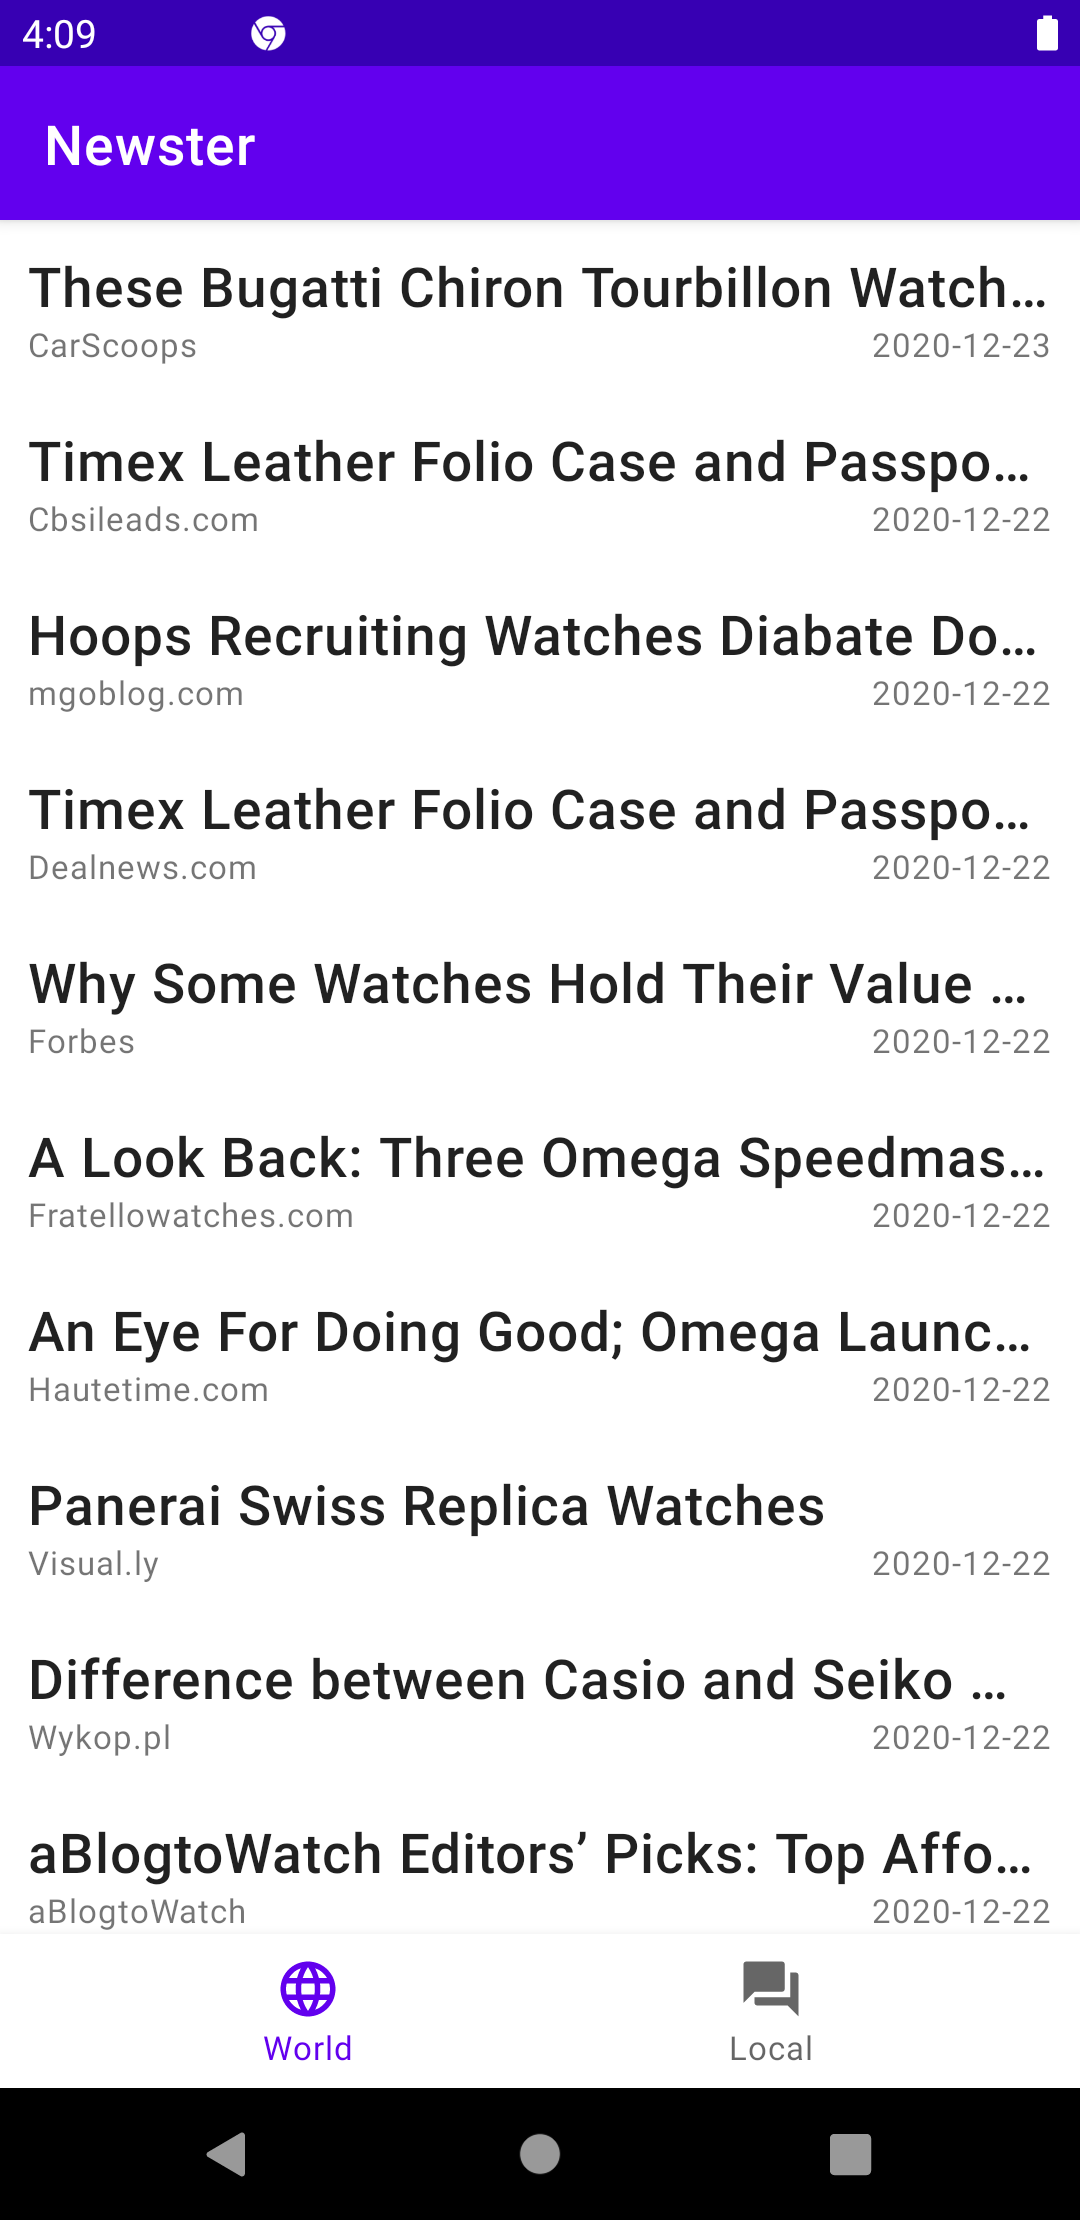 4:09
Newster
These Bugatti Chiron Tourbillon Watch...
CarScoops 2020-12-23
Timex Leather Folio Case and Passpo...
Cbsileads.com 2020-12-22
Hoops Recruiting Watches Diabate Do...
mgoblog.com 2020-12-22
Timex Leather Folio Case and Passpo...
Dealnews.com 2020-12-22
Why Some Watches Hold Their Value ...
Forbes 2020-12-22
A Look Back: Three Omega Speedmas...
Fratellowatches.com 2020-12-22
An Eye For Doing Good; Omega Launc...
Hautetime.com 2020-12-22
Panerai Swiss Replica Watches
Visual.ly 2020-12-22
Difference between Casio and Seiko ...
Wykop.pl 2020-12-22
aBlogtoWatch Editors’ Picks: Top Affo...
aBlogtoWatch 2020-12-22
World Local